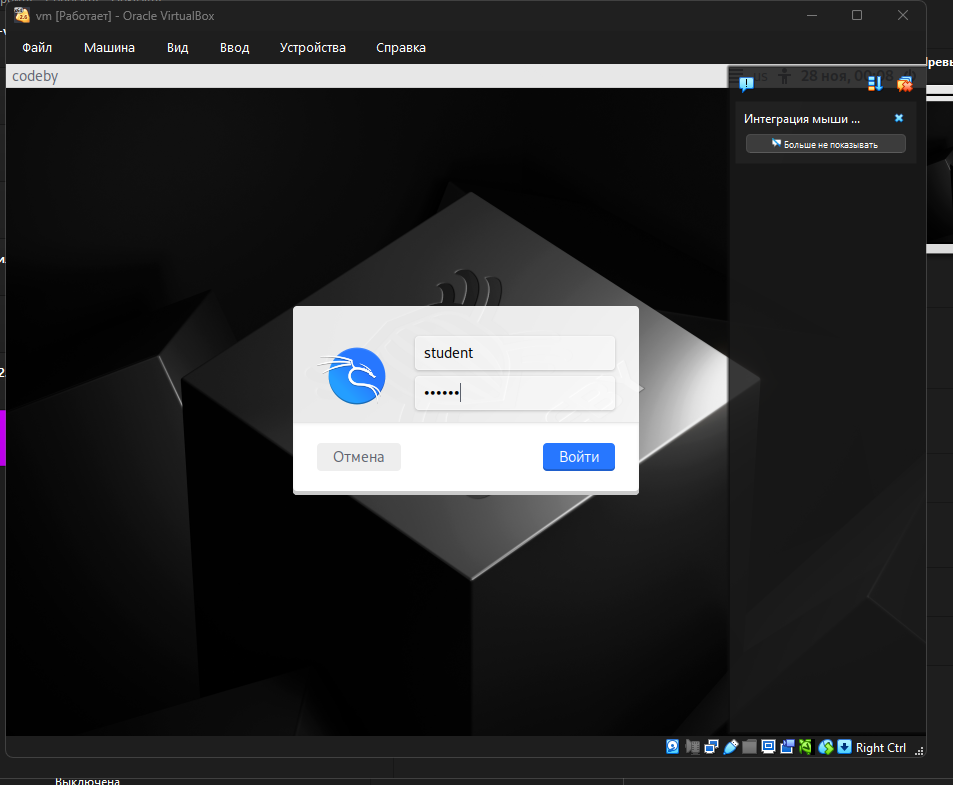 vm [Работает] - Oracle VirtualBox
Файл Машина Вид Ввод Устройства Справка
codeby
us 28 ноя, 00:08
Интеграция мыши ...
Больше не показывать
student
••••••
Отмена Войти
Right Ctrl
Выключена